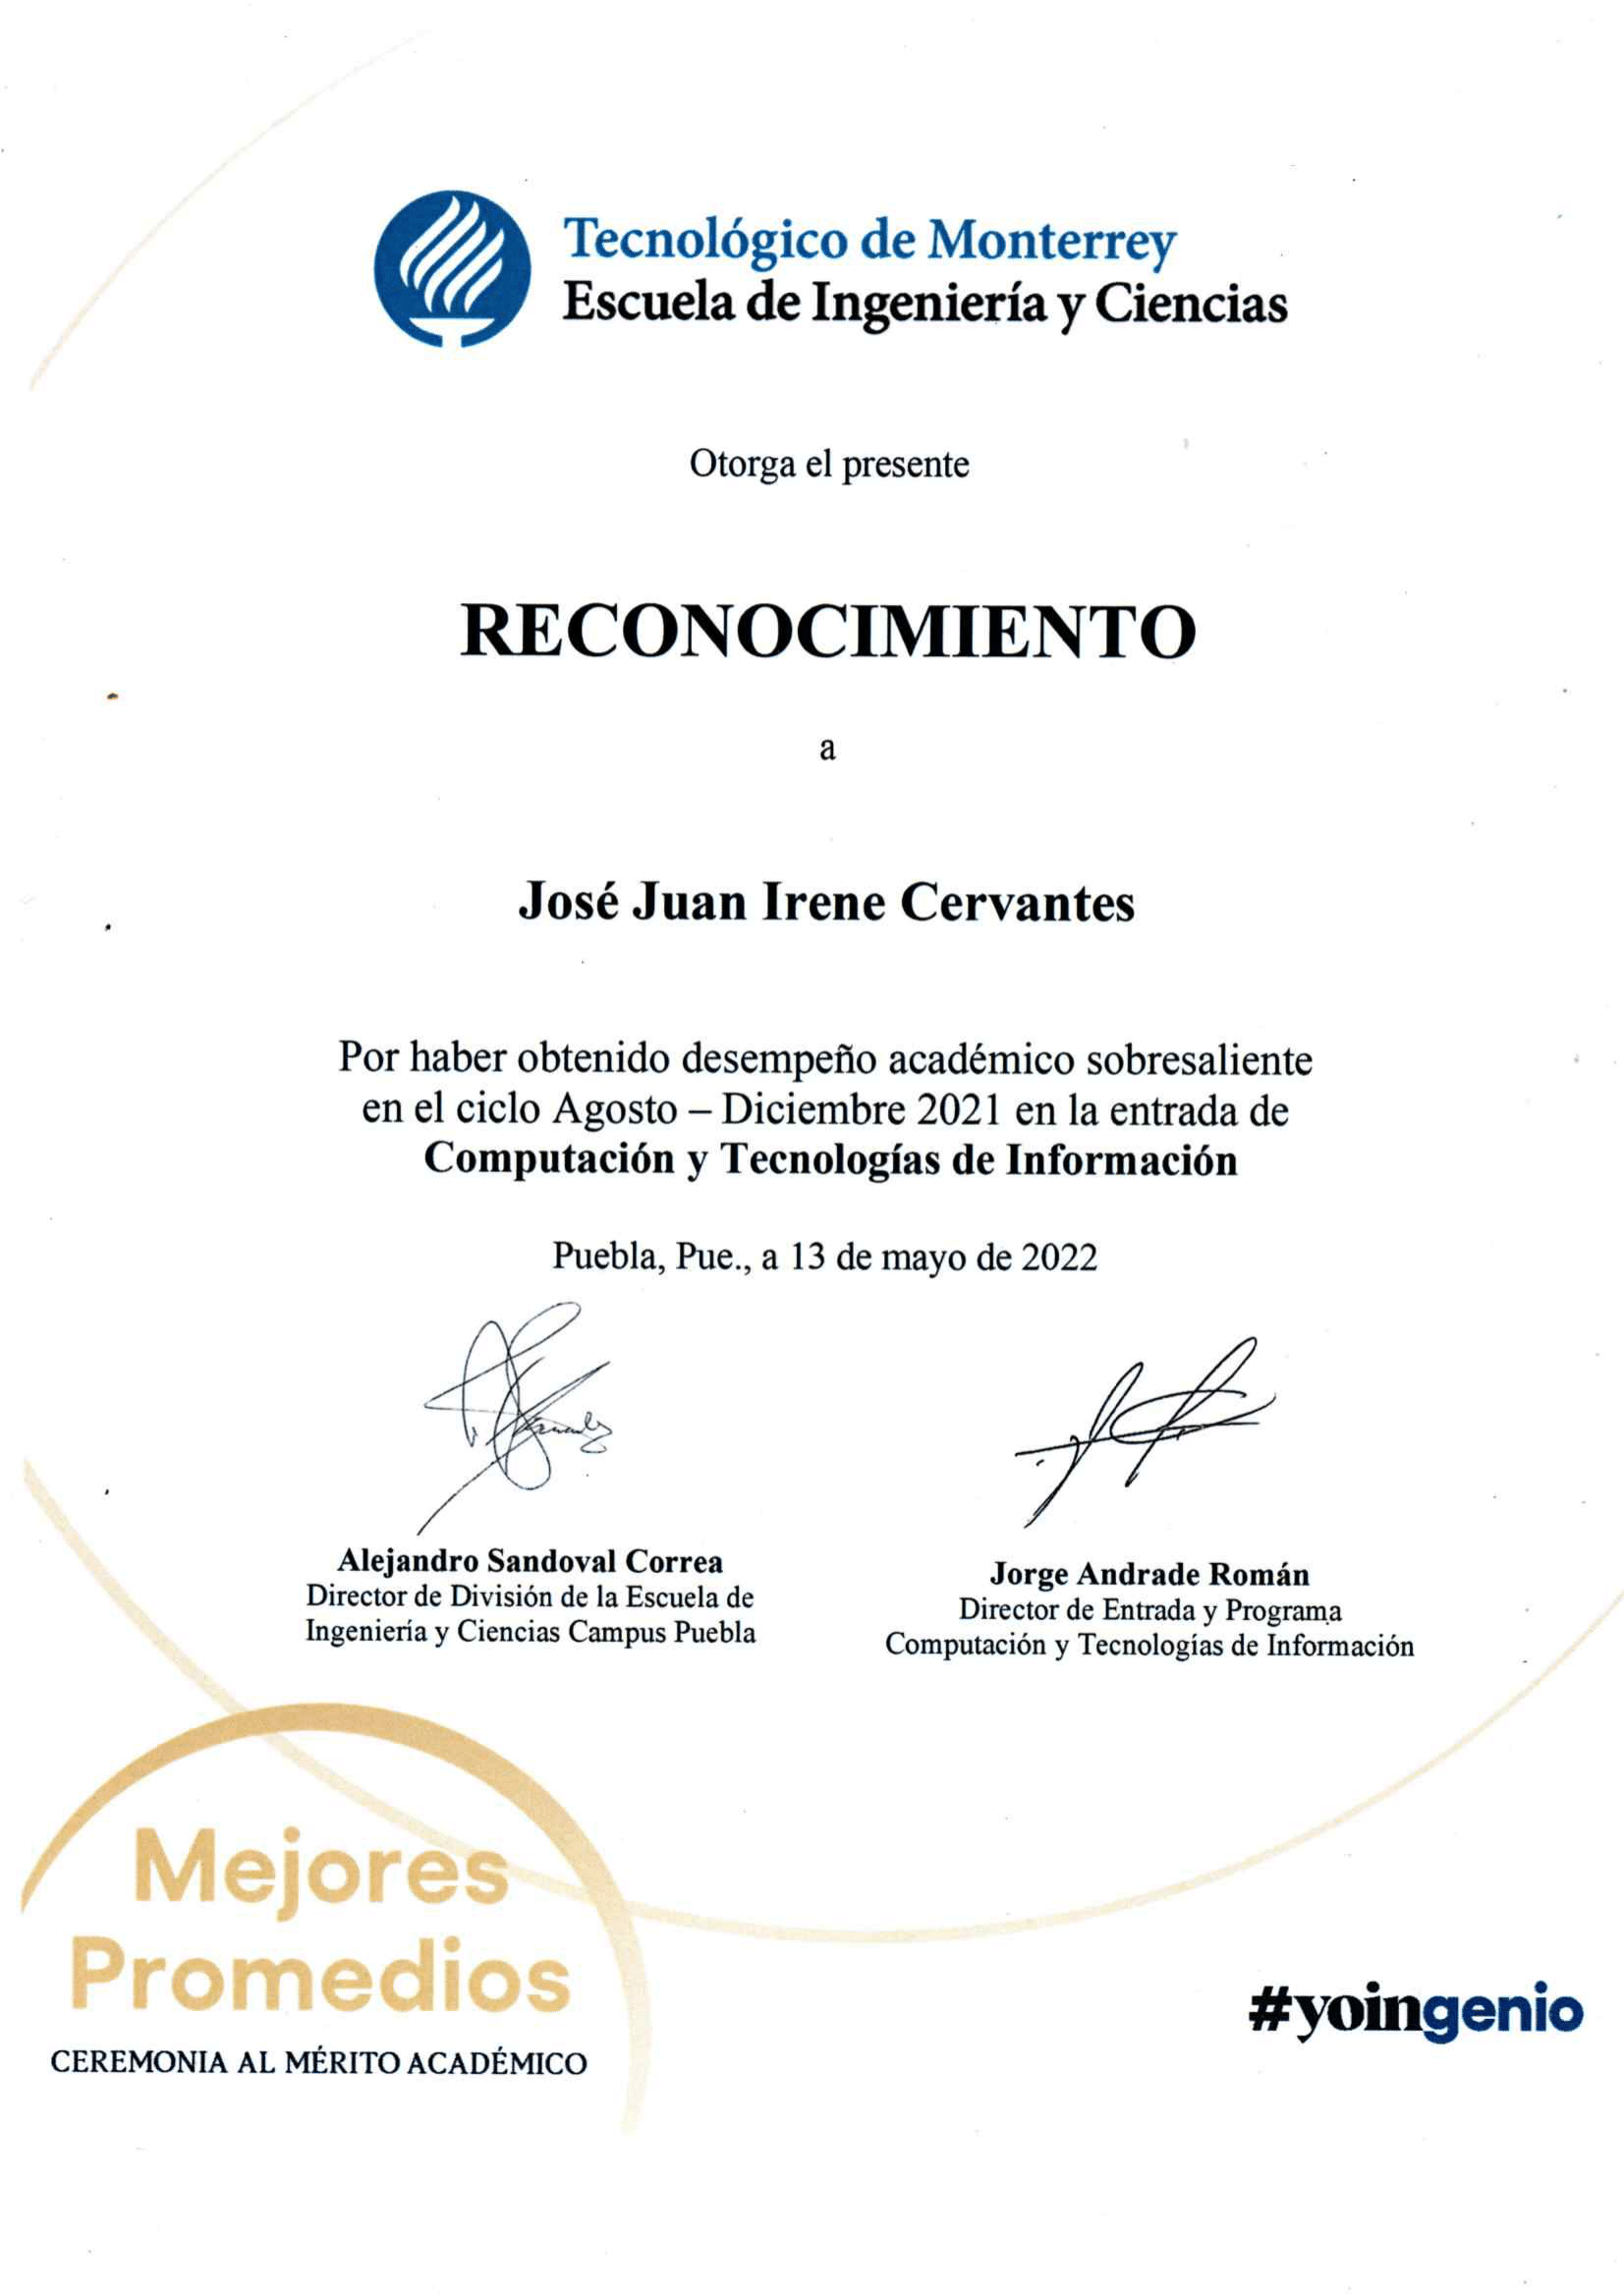 Tecnológico de Monterrey
Escuela de Ingeniería y Ciencias
Otorga el presente
RECONOCIMIENTO
a
José Juan Irene Cervantes
Por haber obtenido desempeño académico sobresaliente
en el ciclo Agosto – Diciembre 2021 en la entrada de
Computación y Tecnologías de Información
Puebla, Pue., a 13 de mayo de 2022
Alejandro Sandoval Correa
Director de División de la Escuela de
Ingeniería y Ciencias Campus Puebla
Jorge Andrade Román
Director de Entrada y Programa
Computación y Tecnologías de Información
Mejores
Promedios
CEREMONIA AL MÉRITO ACADÉMICO
#yoingenio